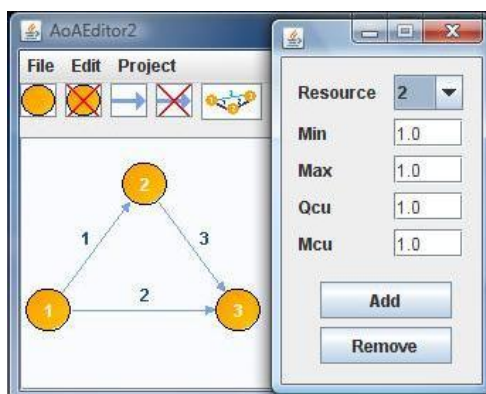 AoAEditor2
File Edit Project
2
1
3
1
2
3
Resource 2
Min 1.0
Max 1.0
Qcu 1.0
Mcu 1.0
Add
Remove